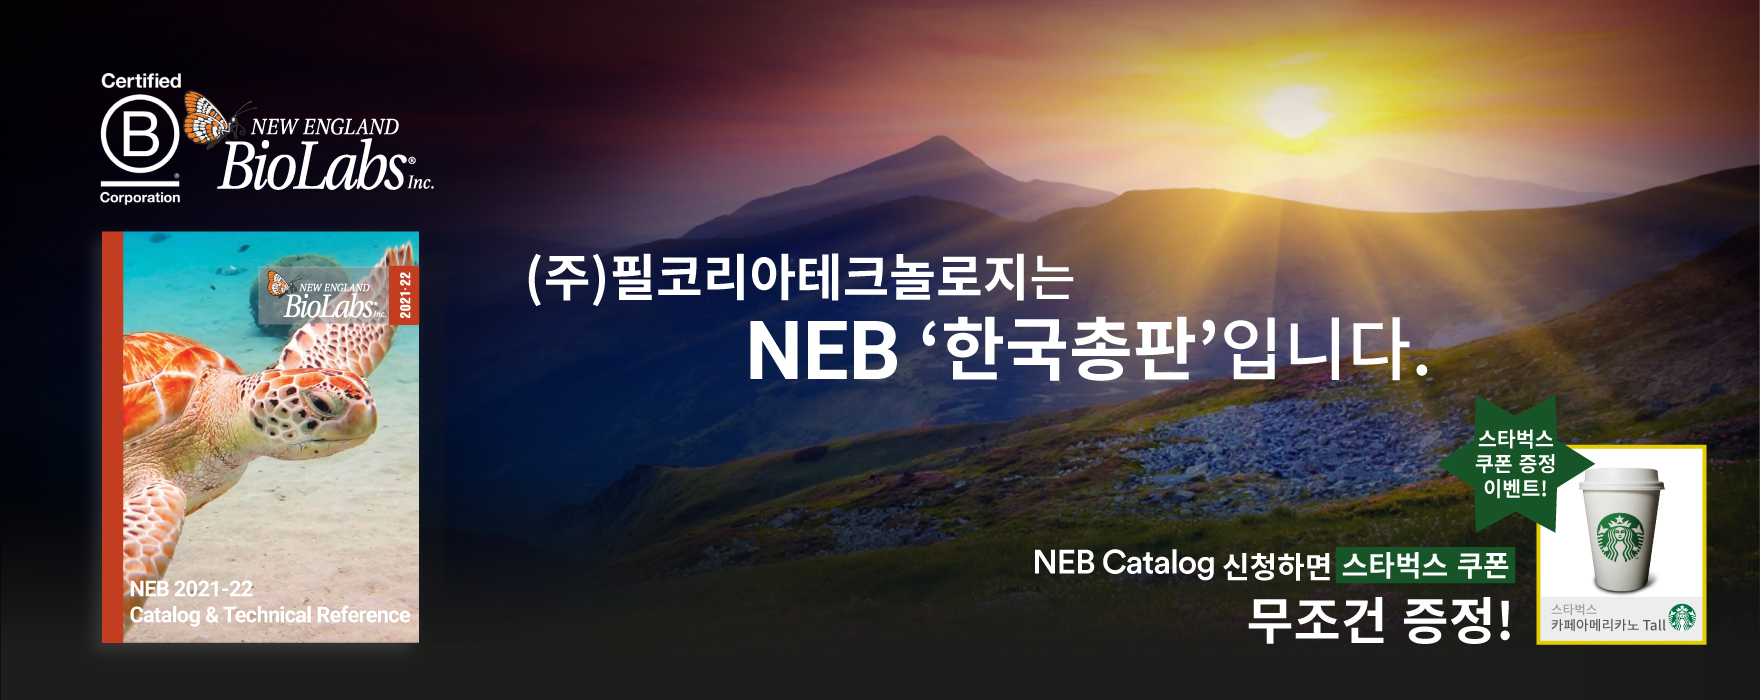 Certified
B
Corporation
NEW ENGLAND
BioLabs®
Inc.
NEW ENGLAND
BioLabs
Inc.
2021-22
NEB 2021-22
Catalog & Technical Reference
(주)필코리아테크놀로지는
NEB ‘한국총판’입니다.
스타벅스
쿠폰 증정
이벤트!
NEB Catalog 신청하면 스타벅스 쿠폰
무조건 증정!
스타벅스
카페아메리카노 Tall